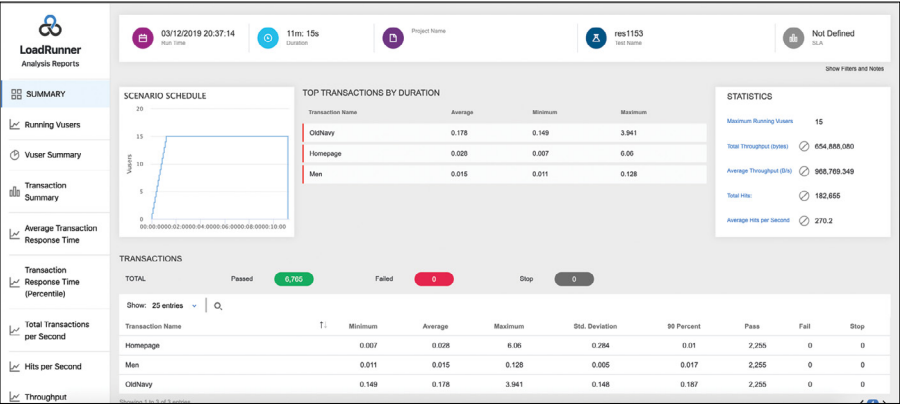 LoadRunner
Analysis Reports
SUMMARY
Running Vusers
Vuser Summary
Transaction
Summary
Average Transaction
Response Time
Transaction
Response Time
(Percentile)
Total Transactions
per Second
Hits per Second
Throughput
03/12/2019 20:37:14
Run Time
11m: 15s
Duration
Project Name
res1153
Test Name
Not Defined
SLA
Show Filters and Notes
SCENARIO SCHEDULE
20
15
10
5
0
Vusers
00:00:0000:02:0000:04:0000:06:0000:08:0000:10:00
TOP TRANSACTIONS BY DURATION
Transaction Name Average Minimum Maximum
OldNavy 0.178 0.149 3.941
Homepage 0.028 0.007 6.06
Men 0.015 0.011 0.128
STATISTICS
Maximum Running Vusers 15
Total Throughput (bytes) 654,888,080
Average Throughput (B/s) 968,769.349
Total Hits: 182,655
Average Hits per Second 270.2
TRANSACTIONS
TOTAL Passed 6,765 Failed 0 Stop 0
Show: 25 entries
Transaction Name Minimum Average Maximum Std. Deviation 90 Percent Pass Fail Stop
Homepage 0.007 0.028 6.06 0.284 0.01 2,255 0 0
Men 0.011 0.015 0.128 0.005 0.017 2,255 0 0
OldNavy 0.149 0.178 3.941 0.148 0.187 2,255 0 0
Showing 1 to 3 of 3 entries